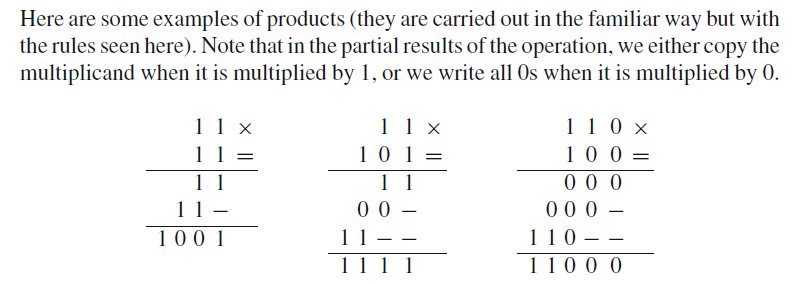 Here are some examples of products (they are carried out in the familiar way but with
the rules seen here). Note that in the partial results of the operation, we either copy the
multiplicand when it is multiplied by 1, or we write all 0s when it is multiplied by 0.
1 1 ×
1 1 =
1 1
1 1 –
1 0 0 1
1 1 ×
1 0 1 =
1 1
0 0 –
1 1 – –
1 1 1 1
1 1 0 ×
1 0 0 =
0 0 0
0 0 0 –
1 1 0 – –
1 1 0 0 0